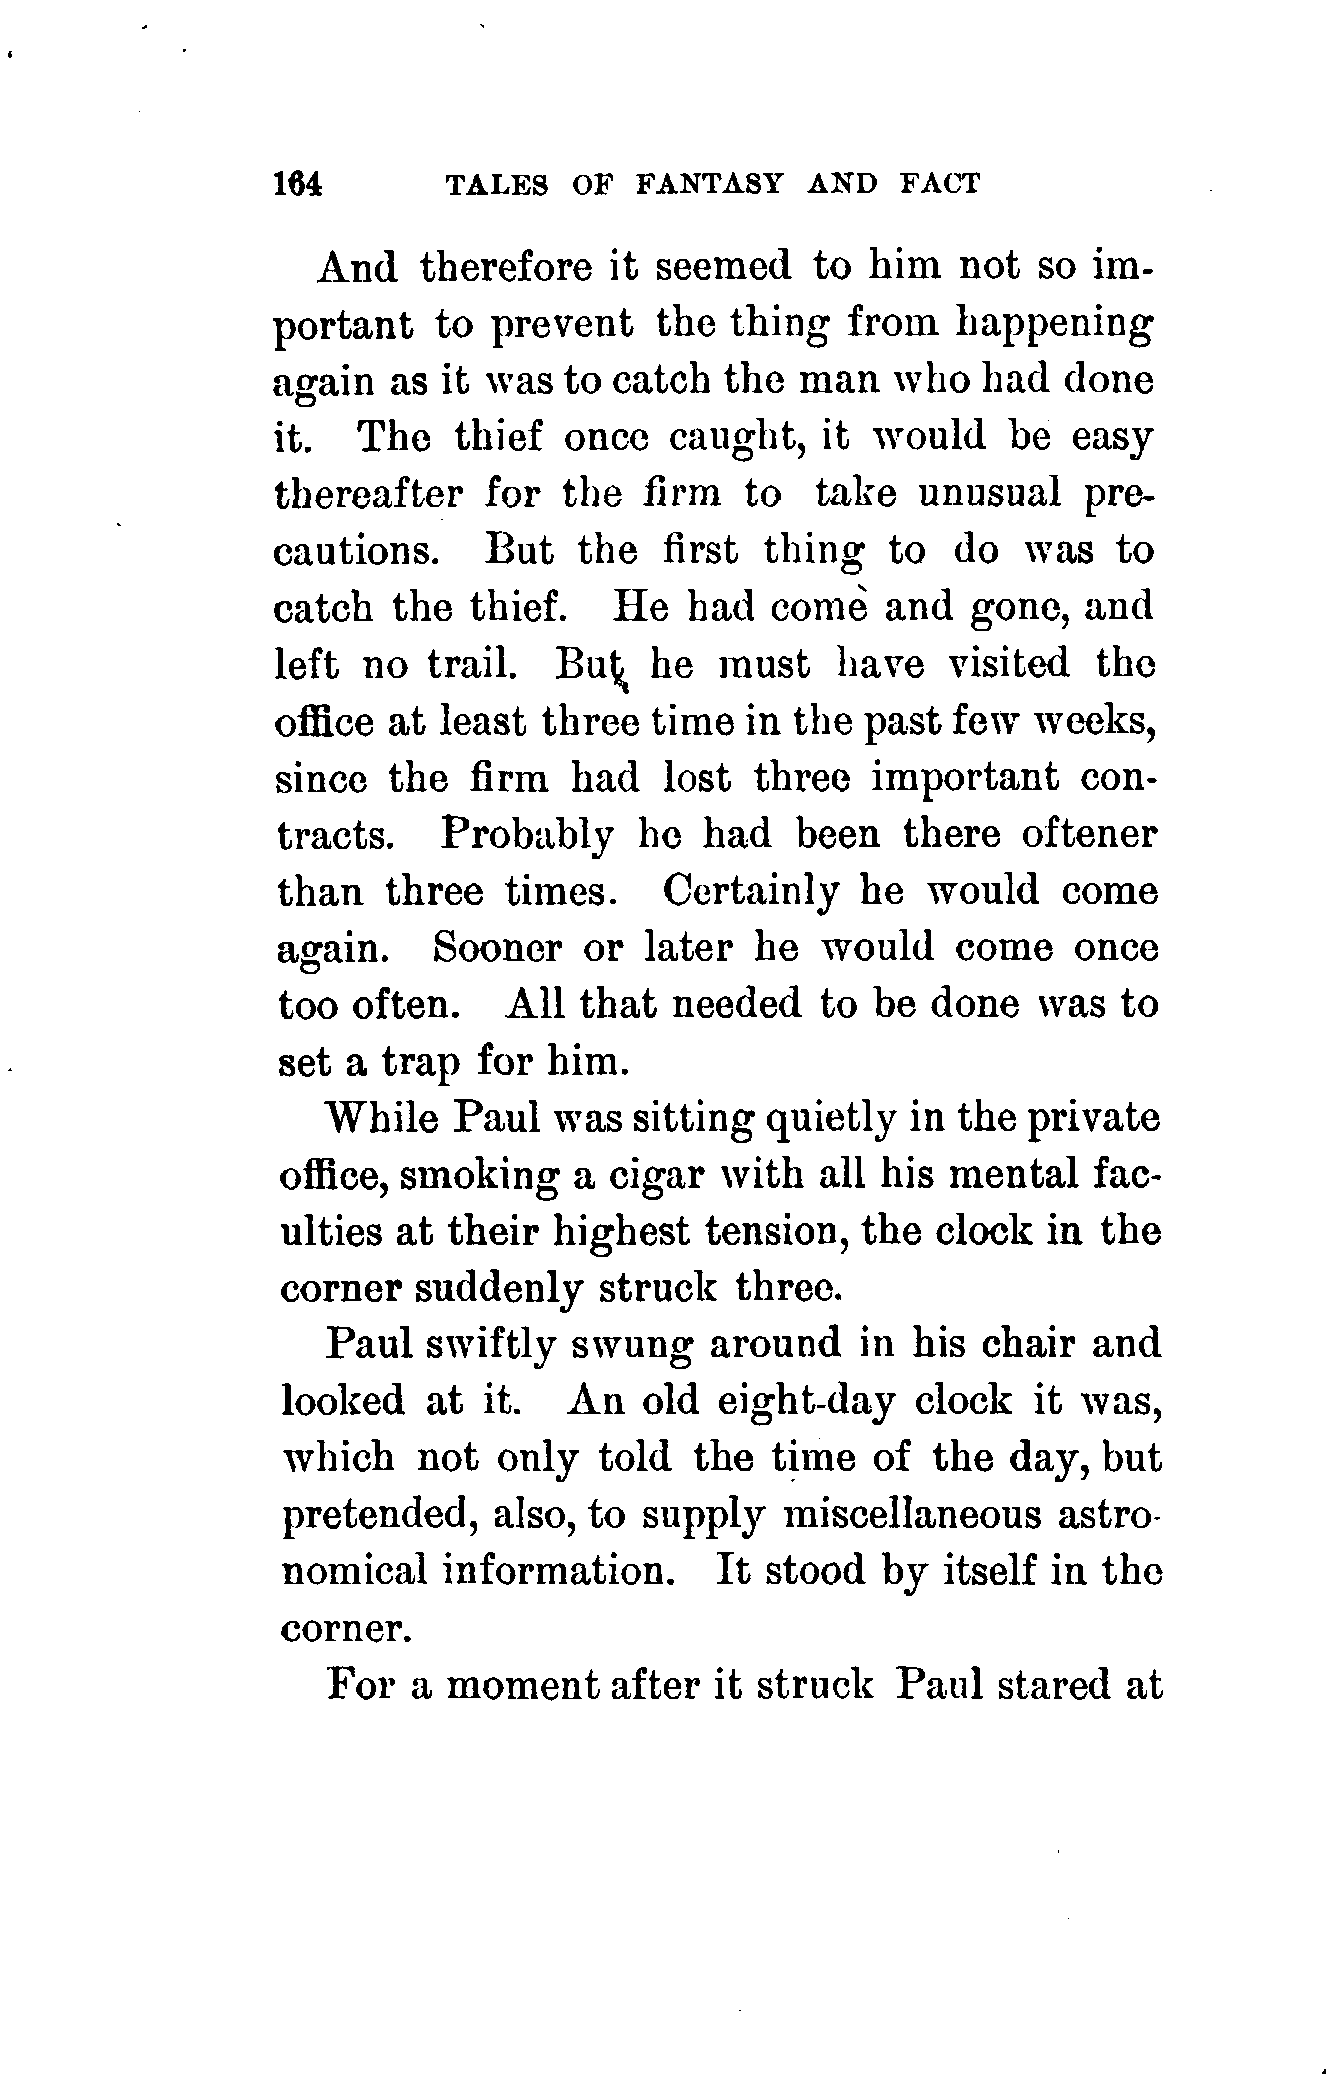 164 TALES OF FANTASY AND FACT
And therefore it seemed to him not so im-
portant to prevent the thing from happening
again as it was to catch the man who had done
it. The thief once caught, it would be easy
thereafter for the firm to take unusual pre-
cautions. But the first thing to do was to
catch the thief. He had come and gone, and
left no trail. But he must have visited the
office at least three time in the past few weeks,
since the firm had lost three important con-
tracts. Probably he had been there oftener
than three times. Certainly he would come
again. Sooner or later he would come once
too often. All that needed to be done was to
set a trap for him.
While Paul was sitting quietly in the private
office, smoking a cigar with all his mental fac-
ulties at their highest tension, the clock in the
corner suddenly struck three.
Paul swiftly swung around in his chair and
looked at it. An old eight-day clock it was,
which not only told the time of the day, but
pretended, also, to supply miscellaneous astro-
nomical information. It stood by itself in the
corner.
For a moment after it struck Paul stared at